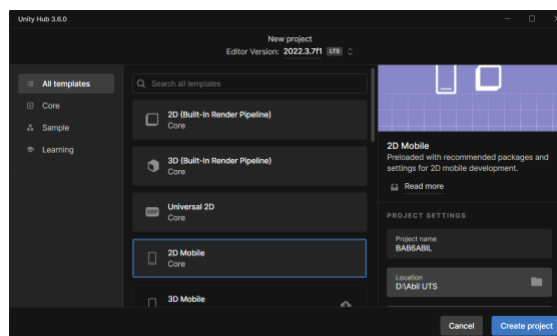 Unity Hub 3.6.0
New project
Editor Version: 2022.3.7f1 LTS
All templates
Core
Sample
Learning
Search all templates
2D (Built-In Render Pipeline)
Core
3D (Built-In Render Pipeline)
Core
SRP
Universal 2D
Core
2D Mobile
Core
3D Mobile
2D Mobile
Preloaded with recommended packages and
settings for 2D mobile development.
Read more
PROJECT SETTINGS
Project name
BAB6ABIL
Location
D:\Abil UTS
Cancel
Create project